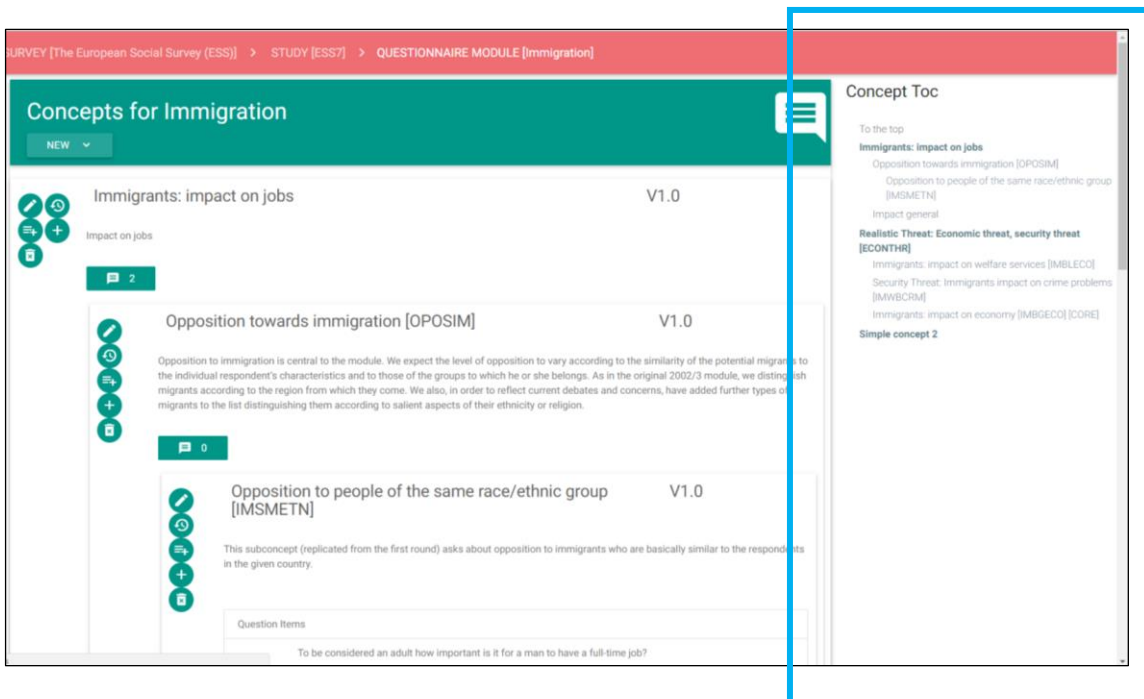 SURVEY [The European Social Survey (ESS)] > STUDY [ESS7] > QUESTIONNAIRE MODULE [Immigration]
Concepts for Immigration
NEW
Immigrants: impact on jobs V1.0
Impact on jobs
2
Opposition towards immigration [OPOSIM] V1.0
Opposition to immigration is central to the module. We expect the level of opposition to vary according to the similarity of the potential migrants to
the individual respondent's characteristics and to those of the groups to which he or she belongs. As in the original 2002/3 module, we distinguish
migrants according to the region from which they come. We also, in order to reflect current debates and concerns, have added further types of
migrants to the list distinguishing them according to salient aspects of their ethnicity or religion.
0
Opposition to people of the same race/ethnic group V1.0
[IMSMETN]
This subconcept (replicated from the first round) asks about opposition to immigrants who are basically similar to the respondents
in the given country.
Question Items
To be considered an adult how important is it for a man to have a full-time job?
Concept Toc
To the top
Immigrants: impact on jobs
Opposition towards immigration [OPOSIM]
Opposition to people of the same race/ethnic group
[IMSMETN]
Impact general
Realistic Threat: Economic threat, security threat
[ECONTHR]
Immigrants: impact on welfare services [IMBLECO]
Security Threat: Immigrants impact on crime problems
[IMWBCRM]
Immigrants: impact on economy [IMBGECO] [CORE]
Simple concept 2